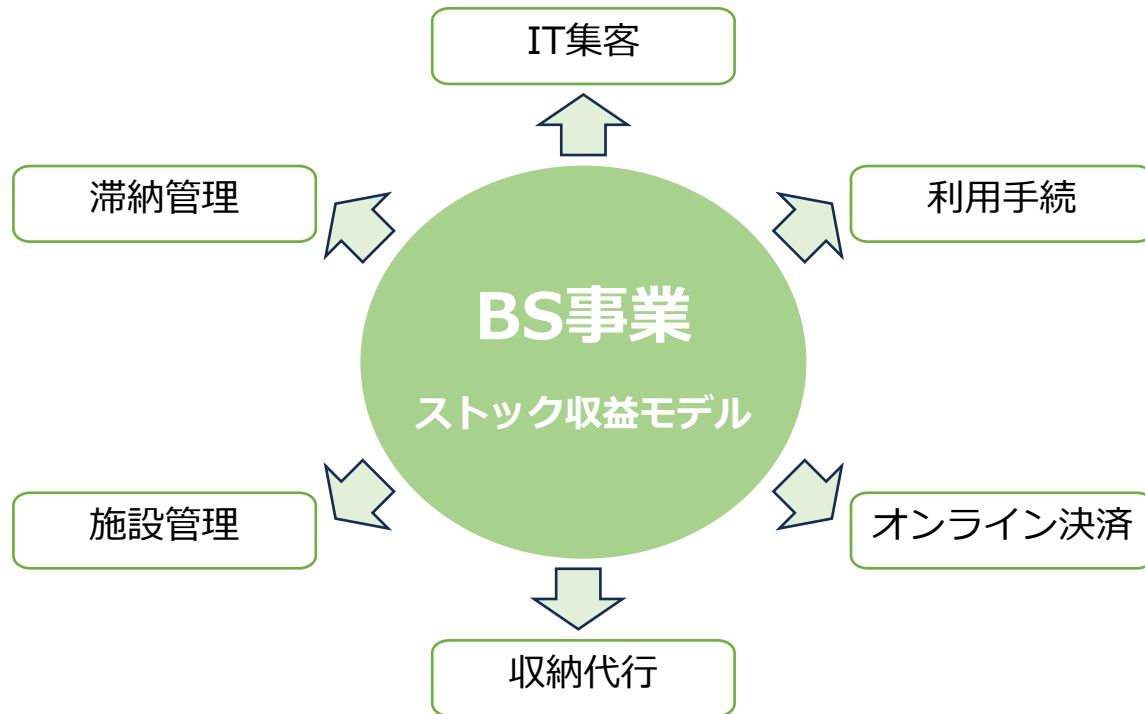 IT集客
滞納管理
利用手続
BS事業
ストック収益モデル
施設管理
オンライン決済
収納代行